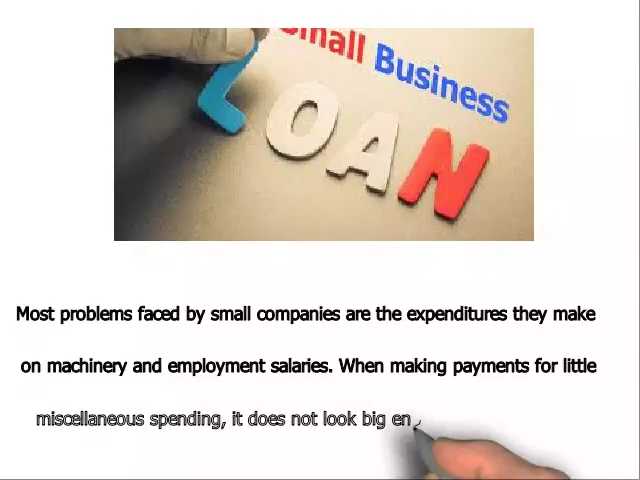 Small Business
LOAN
Most problems faced by small companies are the expenditures they make
on machinery and employment salaries. When making payments for little
miscellaneous spending, it does not look big en